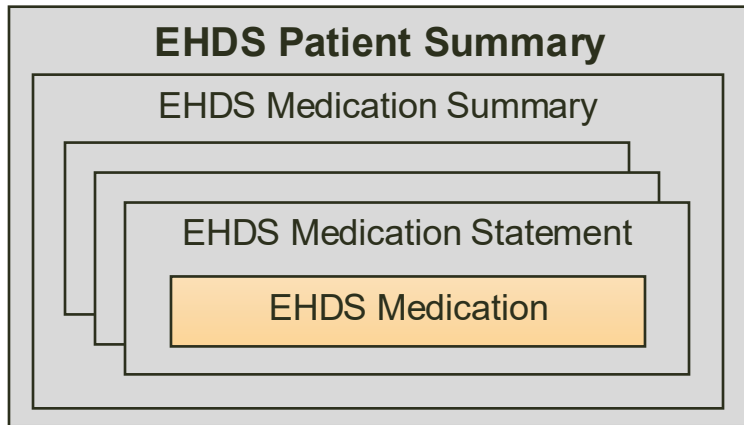 EHDS Patient Summary
EHDS Medication Summary
EHDS Medication Statement
EHDS Medication